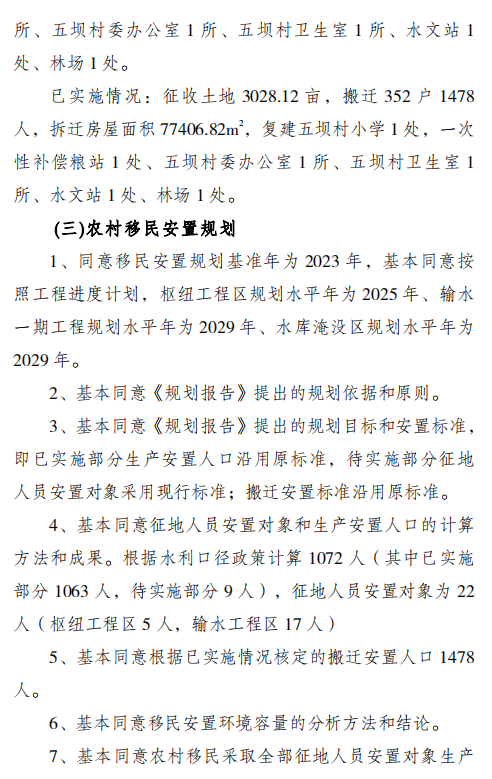 所、五坝村委办公室 1 所、五坝村卫生室 1 所、水文站 1
处、林场 1 处。
已实施情况：征收土地 3028.12 亩，搬迁 352 户 1478
人，拆迁房屋面积 77406.82m²，复建五坝村小学 1 处，一次
性补偿粮站 1 处、五坝村委办公室 1 所、五坝村卫生室 1
所、水文站 1 处、林场 1 处。
(三)农村移民安置规划
1、同意移民安置规划基准年为 2023 年，基本同意按
照工程进度计划，枢纽工程区规划水平年为 2025 年、输水
一期工程规划水平年为 2029 年、水库淹没区规划水平年为
2029 年。
2、基本同意《规划报告》提出的规划依据和原则。
3、基本同意《规划报告》提出的规划目标和安置标准，
即已实施部分生产安置人口沿用原标准，待实施部分征地
人员安置对象采用现行标准；搬迁安置标准沿用原标准。
4、基本同意征地人员安置对象和生产安置人口的计算
方法和成果。根据水利口径政策计算 1072 人（其中已实施
部分 1063 人，待实施部分 9 人），征地人员安置对象为 22
人（枢纽工程区 5 人，输水工程区 17 人）
5、基本同意根据已实施情况核定的搬迁安置人口 1478
人。
6、基本同意移民安置环境容量的分析方法和结论。
7、基本同意农村移民采取全部征地人员安置对象生产